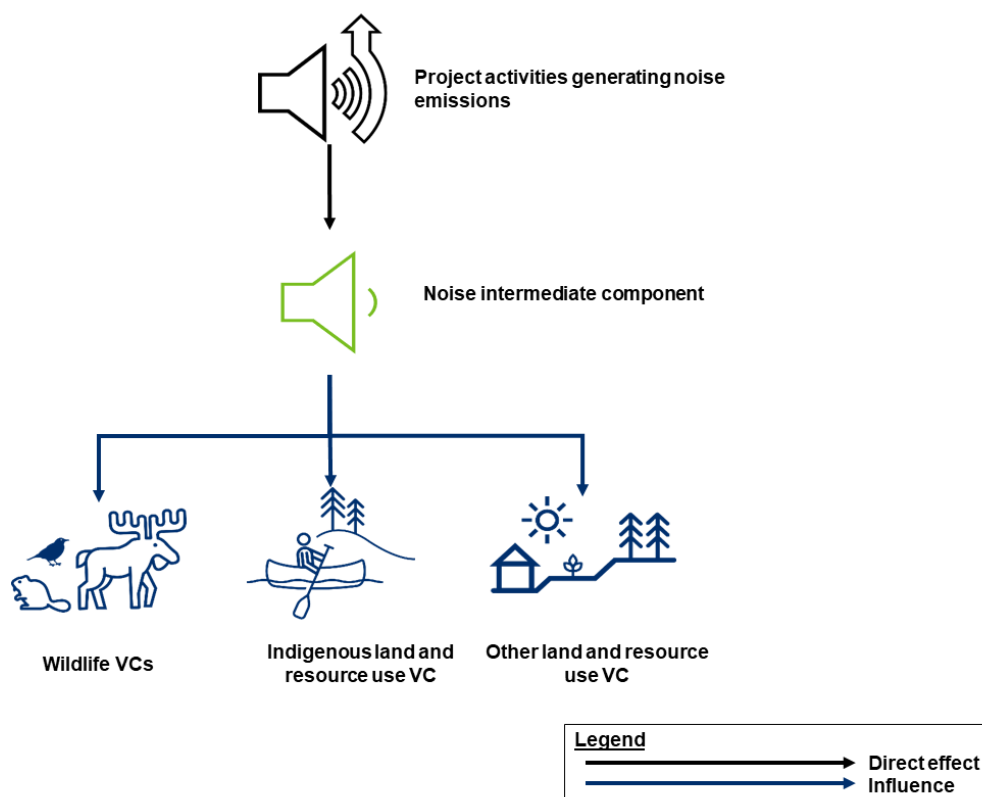 Project activities generating noise
emissions
Noise intermediate component
Wildlife VCs
Indigenous land and
resource use VC
Other land and resource
use VC
Legend
Direct effect
Influence